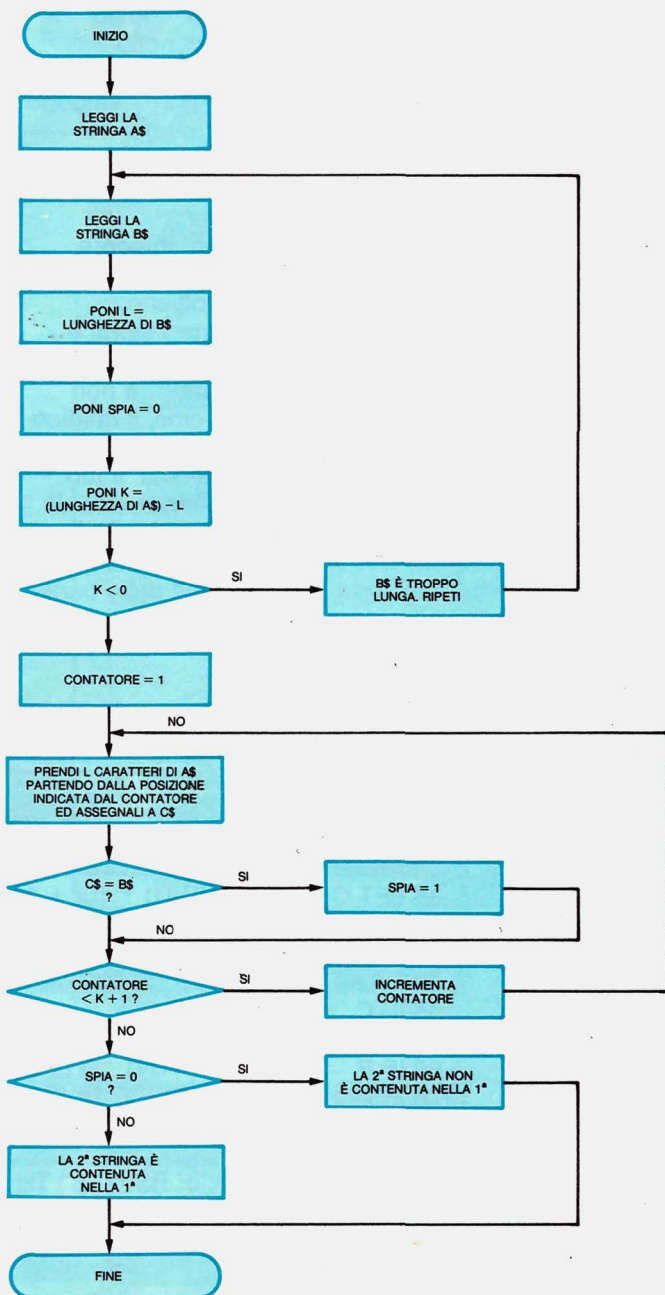 INIZIO
LEGGI LA
STRINGA A$
LEGGI LA
STRINGA B$
PONI L =
LUNGHEZZA DI B$
PONI SPIA = 0
PONI K =
(LUNGHEZZA DI A$) – L
K < 0
SI
B$ È TROPPO
LUNGA. RIPETI
CONTATORE = 1
NO
PRENDI L CARATTERI DI A$
PARTENDO DALLA POSIZIONE
INDICATA DAL CONTATORE
ED ASSEGNALI A C$
C$ = B$
?
SI
SPIA = 1
NO
CONTATORE
< K + 1 ?
SI
INCREMENTA
CONTATORE
NO
SPIA = 0
?
SI
LA 2ª STRINGA NON
È CONTENUTA NELLA 1ª
NO
LA 2ª STRINGA È
CONTENUTA
NELLA 1ª
FINE